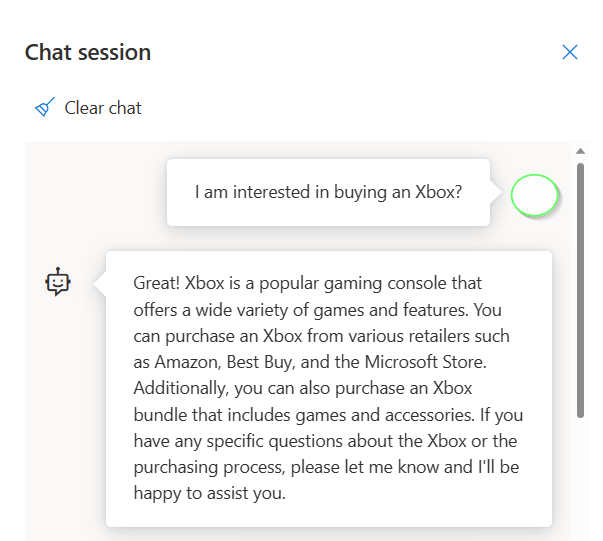 Chat session
Clear chat
I am interested in buying an Xbox?
Great! Xbox is a popular gaming console that
offers a wide variety of games and features. You
can purchase an Xbox from various retailers such
as Amazon, Best Buy, and the Microsoft Store.
Additionally, you can also purchase an Xbox
bundle that includes games and accessories. If you
have any specific questions about the Xbox or the
purchasing process, please let me know and I'll be
happy to assist you.